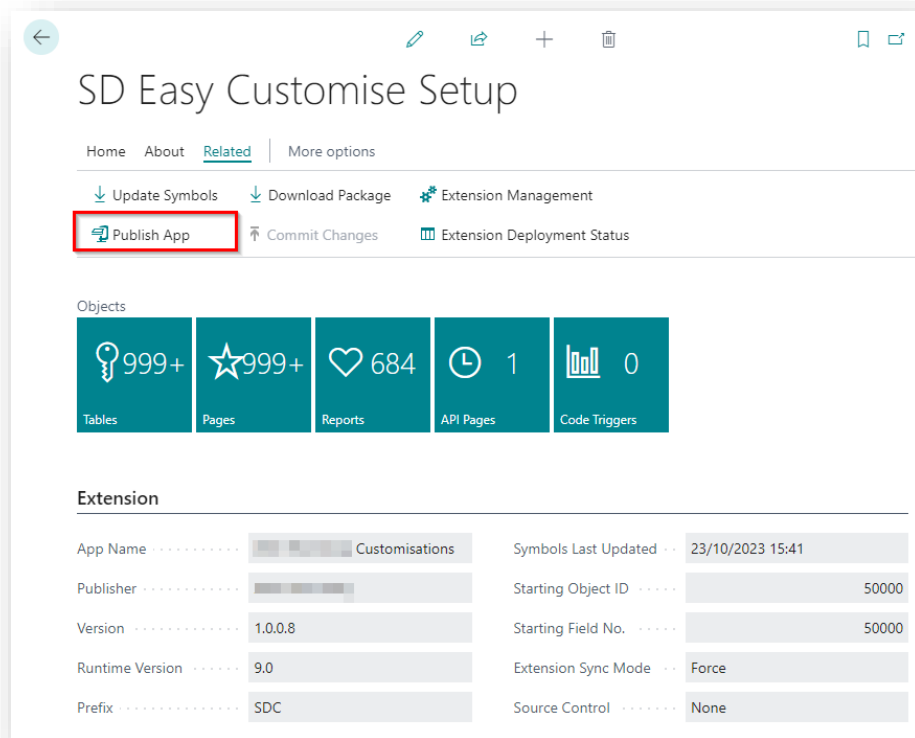 SD Easy Customise Setup
Home About Related More options
Update Symbols Download Package Extension Management
Publish App Commit Changes Extension Deployment Status
Objects
999+ 999+ 684 1 0
Tables Pages Reports API Pages Code Triggers
Extension
App Name Customisations Symbols Last Updated 23/10/2023 15:41
Publisher Starting Object ID 50000
Version 1.0.0.8 Starting Field No. 50000
Runtime Version 9.0 Extension Sync Mode Force
Prefix SDC Source Control None